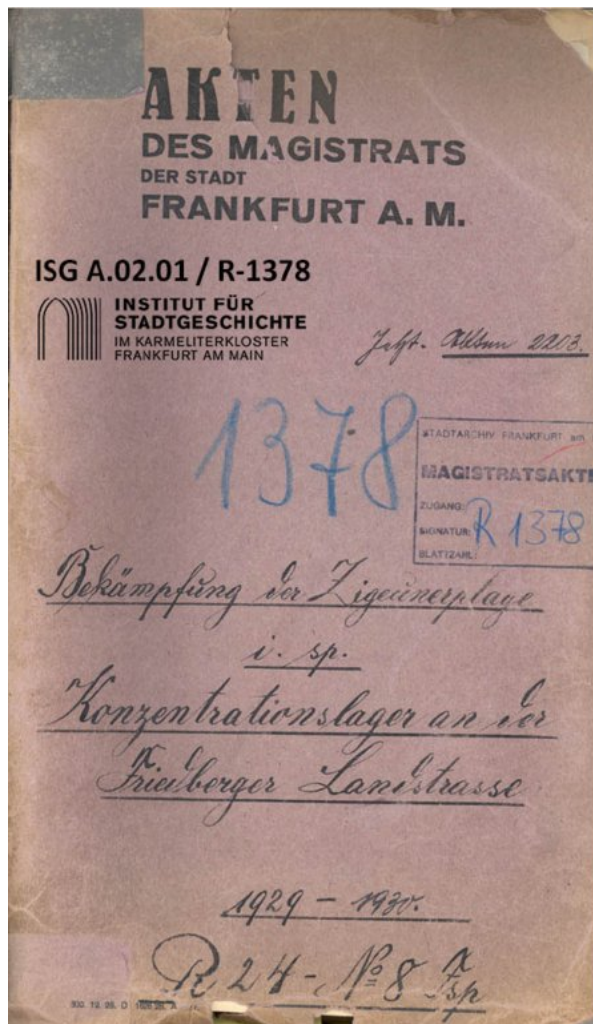 AKTEN
DES MAGISTRATS
DER STADT
FRANKFURT A. M.
ISG A.02.01 / R-1378
INSTITUT FÜR
STADTGESCHICHTE
IM KARMELITERKLOSTER
FRANKFURT AM MAIN
Jetzt. Akten 2203.
1378
STADTARCHIV FRANKFURT am
MAGISTRATSAKTE
ZUGANG:
SIGNATUR: R 1378
BLATTZAHL:
Bekämpfung der Zigeunerplage
i. sp.
Konzentrationslager an der
Friedberger Landstrasse
1929 – 1930.
R 24 - No 8